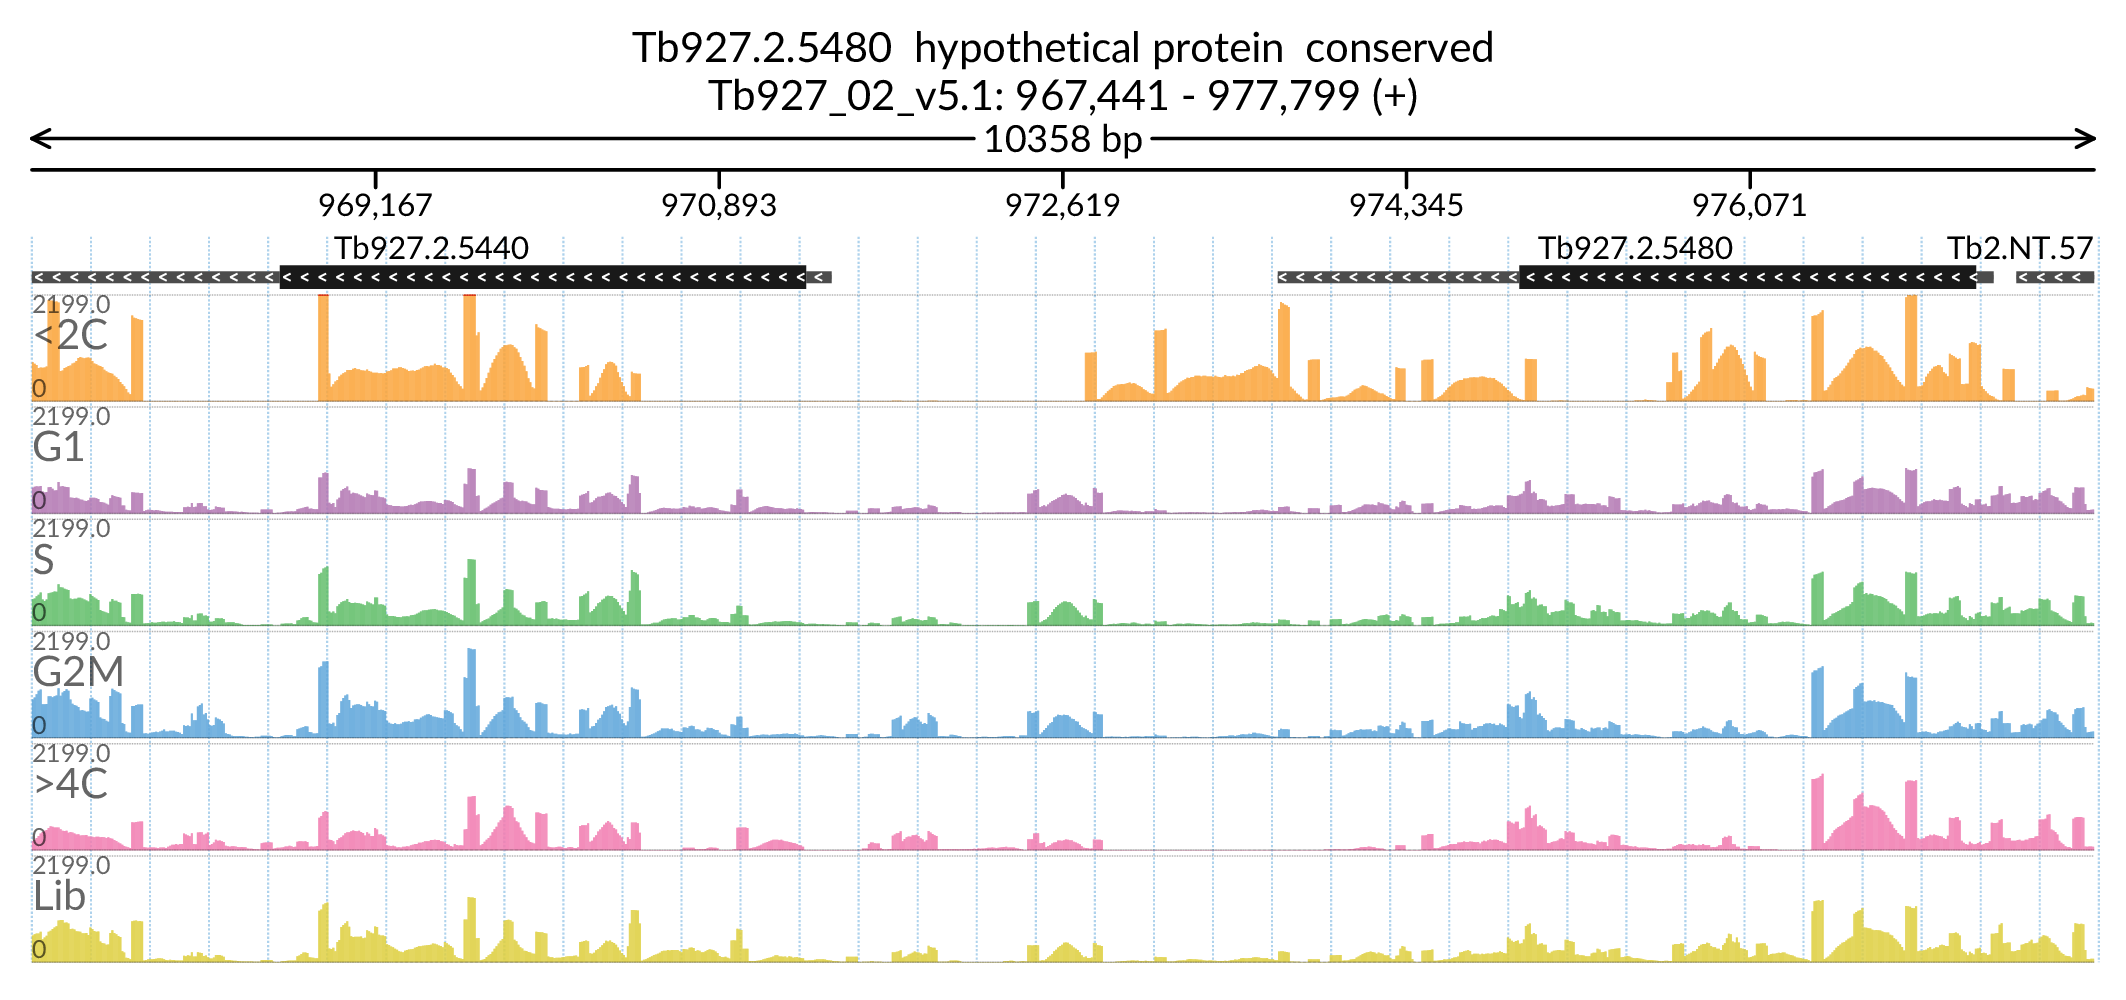 Tb927.2.5480 hypothetical protein conserved
Tb927_02_v5.1: 967,441 - 977,799 (+)
10358 bp
969,167 970,893 972,619 974,345 976,071
Tb927.2.5440 Tb927.2.5480 Tb2.NT.57
2199.0
<2C
0
2199.0
G1
0
2199.0
S
0
2199.0
G2M
0
2199.0
>4C
0
2199.0
Lib
0